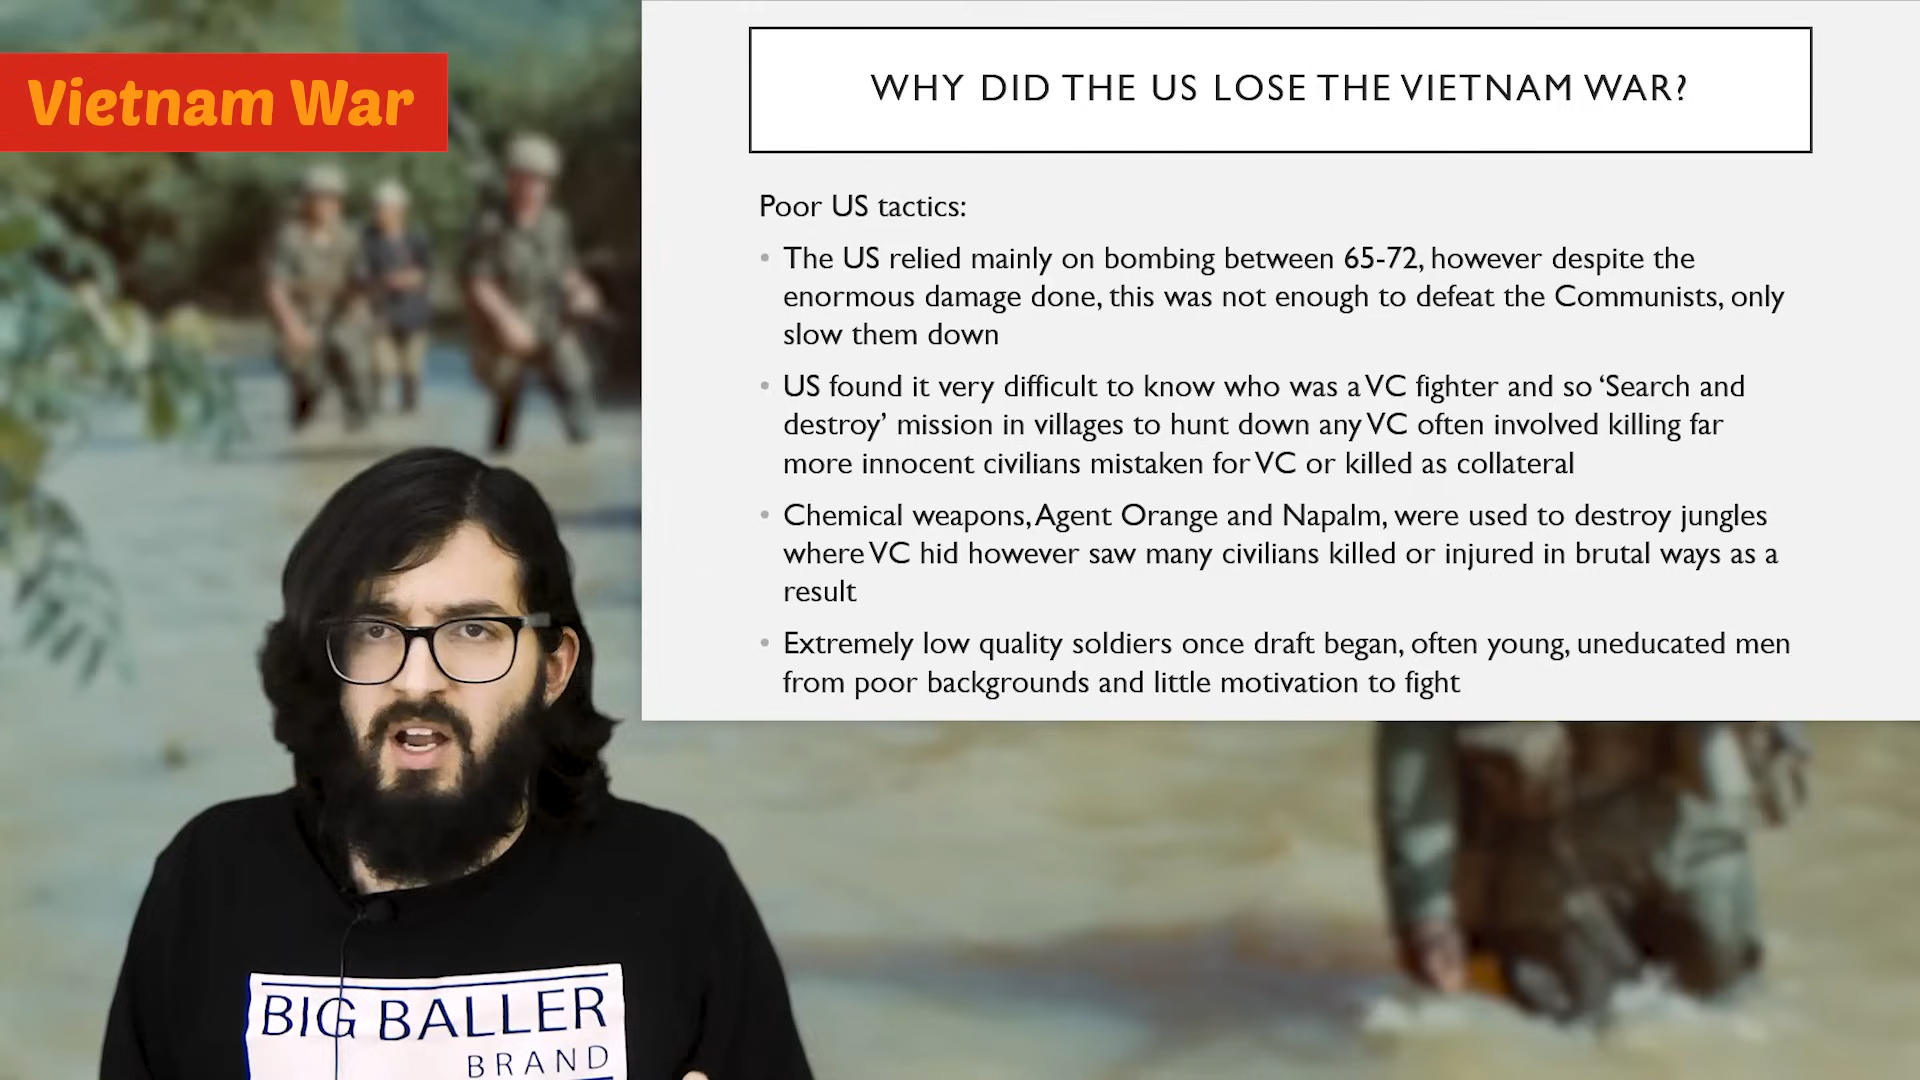 Vietnam War
WHY DID THE US LOSE THE VIETNAM WAR?
Poor US tactics:
• The US relied mainly on bombing between 65-72, however despite the
enormous damage done, this was not enough to defeat the Communists, only
slow them down
• US found it very difficult to know who was a VC fighter and so ‘Search and
destroy’ mission in villages to hunt down any VC often involved killing far
more innocent civilians mistaken for VC or killed as collateral
• Chemical weapons, Agent Orange and Napalm, were used to destroy jungles
where VC hid however saw many civilians killed or injured in brutal ways as a
result
• Extremely low quality soldiers once draft began, often young, uneducated men
from poor backgrounds and little motivation to fight
BIG BALLER
BRAND